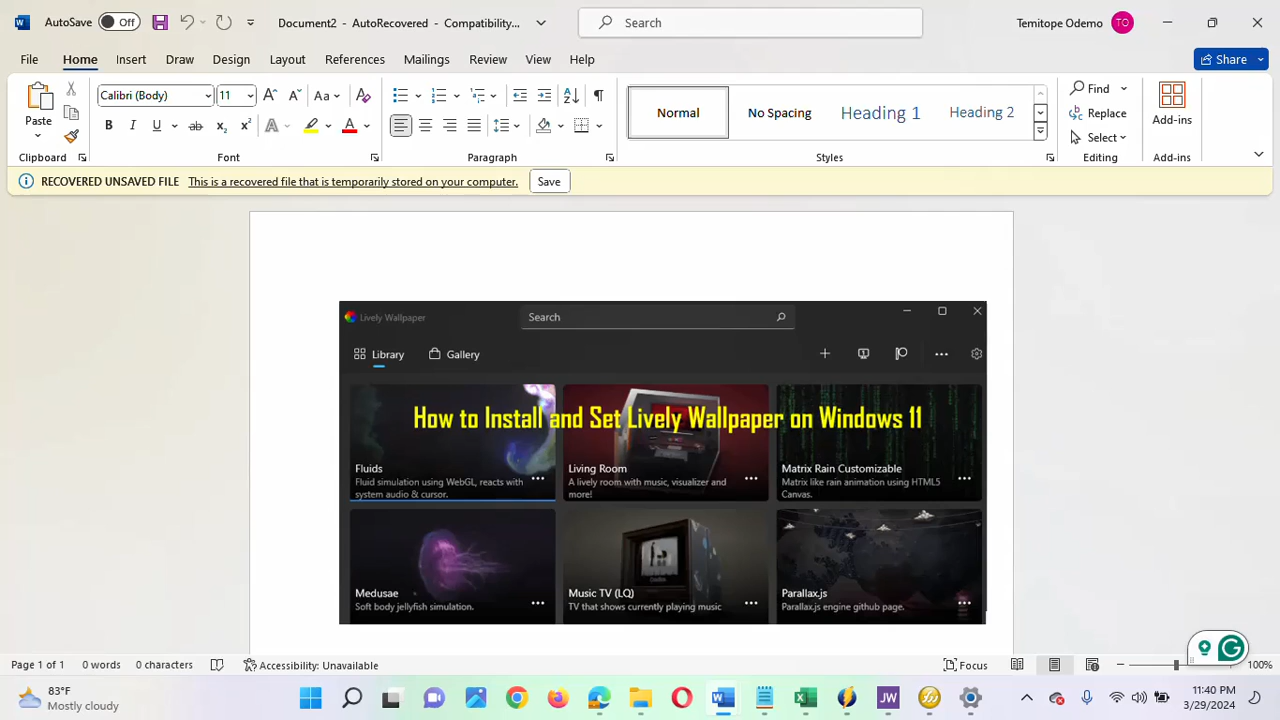 AutoSave Off Document2 - AutoRecovered - Compatibility... Search Temitope Odemo TO
File Home Insert Draw Design Layout References Mailings Review View Help Share
Calibri (Body) 11 Aa
Paste
B I U ab x₂ x² A A
Normal No Spacing Heading 1 Heading 2
Find
Replace
Select
Add-ins
Clipboard Font Paragraph Styles Editing Add-ins
RECOVERED UNSAVED FILE This is a recovered file that is temporarily stored on your computer. Save
Lively Wallpaper Search
Library Gallery
How to Install and Set Lively Wallpaper on Windows 11
Fluids
Fluid simulation using WebGL, reacts with
system audio & cursor.
Living Room
A lively room with music, visualizer and
more!
Matrix Rain Customizable
Matrix like rain animation using HTML5
Canvas.
Medusae
Soft body jellyfish simulation.
Music TV (LQ)
TV that shows currently playing music
Parallax.js
Parallax.js engine github page.
Page 1 of 1 0 words 0 characters Accessibility: Unavailable Focus 100%
83°F
Mostly cloudy
JW
11:40 PM
3/29/2024